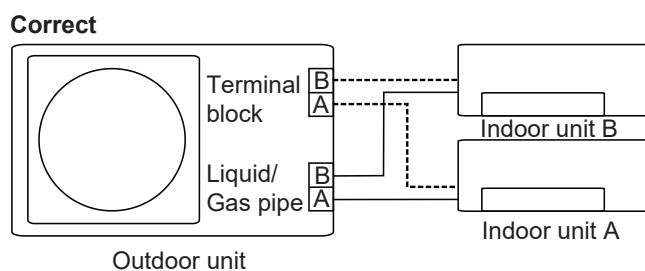 Correct
Terminal
block
B
A
Liquid/
Gas pipe
B
A
Outdoor unit
Indoor unit B
Indoor unit A